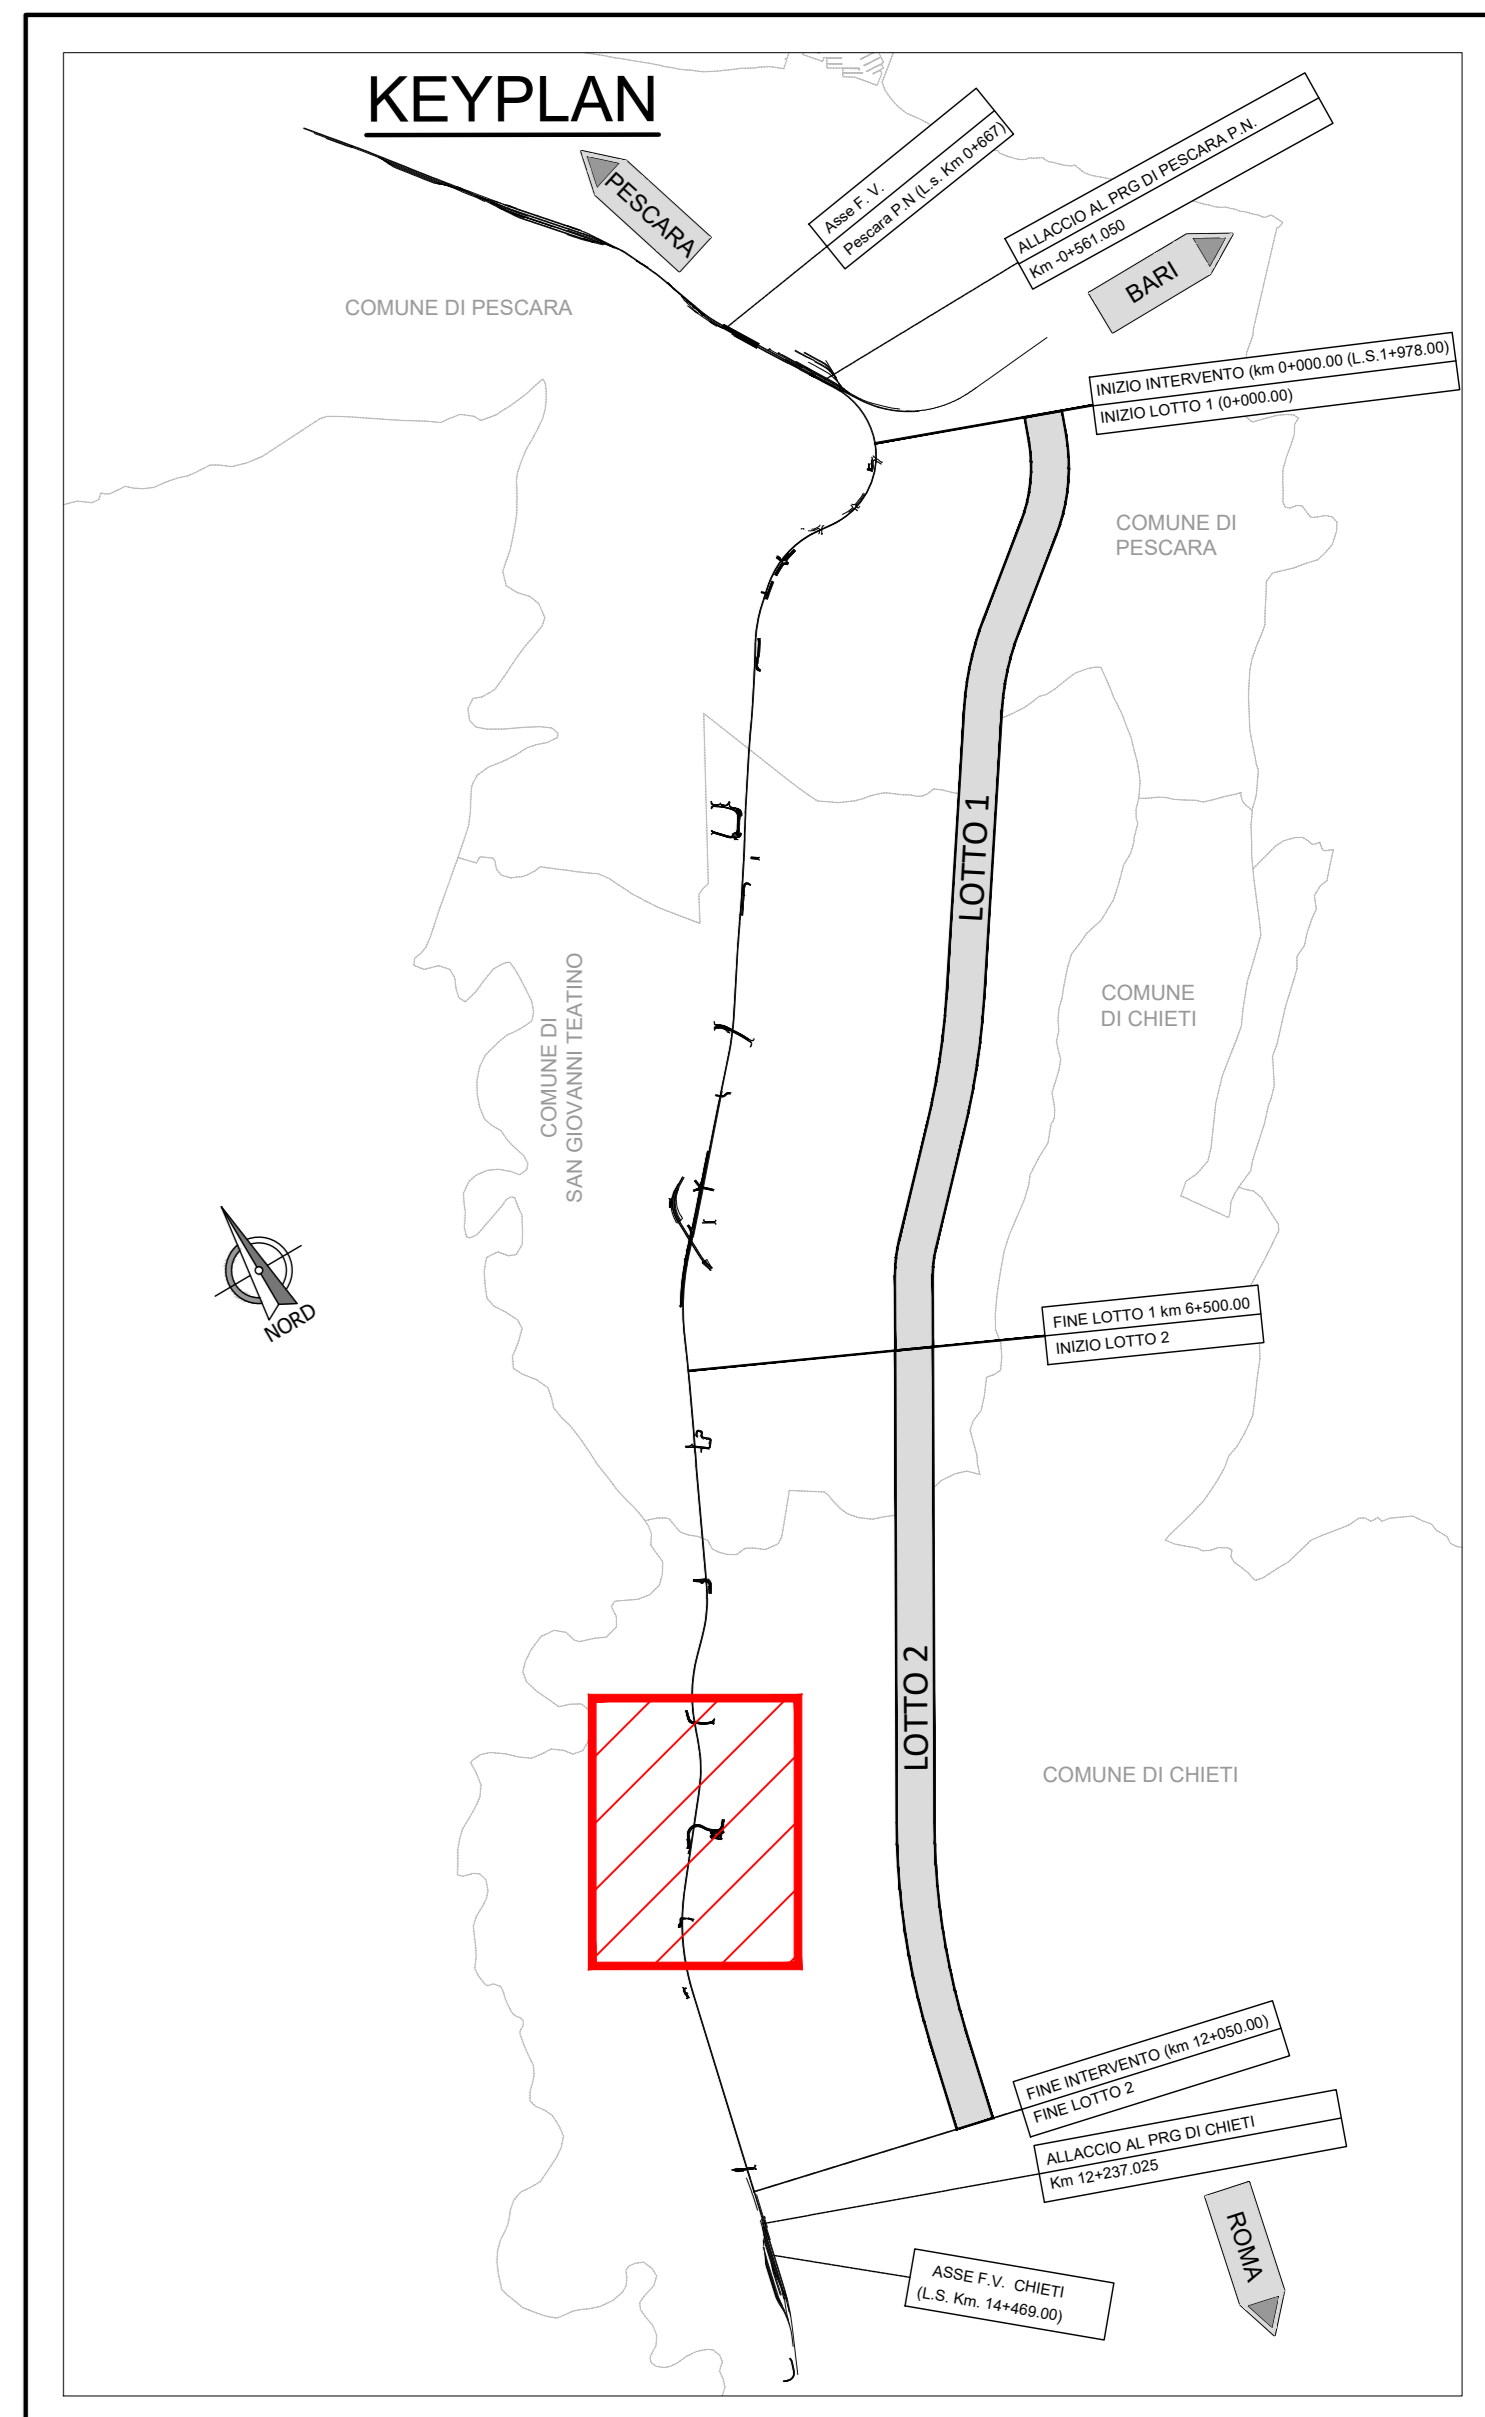 KEYPLAN
PESCARA
Asse F. V.
Pescara P.N (L.s. Km 0+667)
ALLACCIO AL PRG DI PESCARA P.N.
Km -0+561.050
BARI
COMUNE DI PESCARA
INIZIO INTERVENTO (km 0+000.00 (L.S.1+978.00)
INIZIO LOTTO 1 (0+000.00)
COMUNE DI
PESCARA
LOTTO 1
COMUNE DI
SAN GIOVANNI TEATINO
COMUNE
DI CHIETI
NORD
FINE LOTTO 1 km 6+500.00
INIZIO LOTTO 2
LOTTO 2
COMUNE DI CHIETI
FINE INTERVENTO (km 12+050.00)
FINE LOTTO 2
ALLACCIO AL PRG DI CHIETI
Km 12+237.025
ROMA
ASSE F.V. CHIETI
(L.S. Km. 14+469.00)